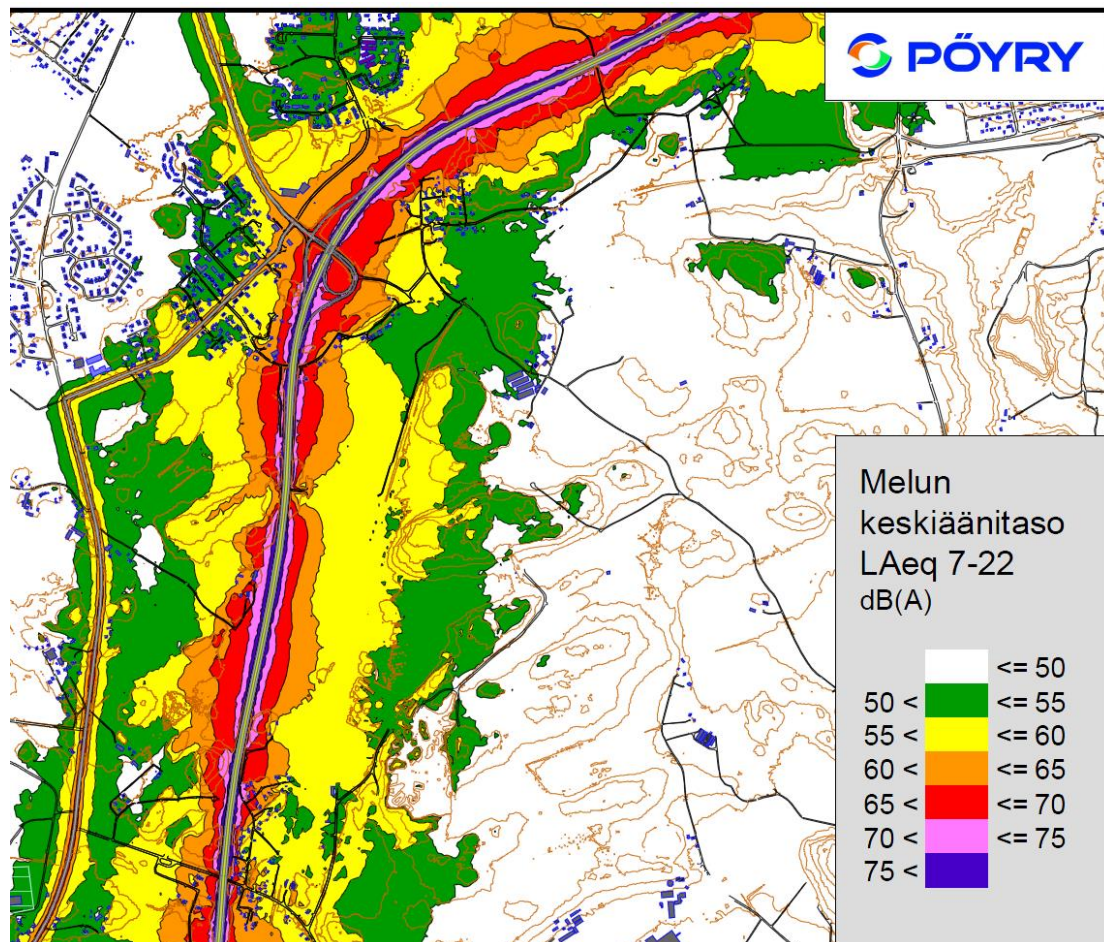 PÖYRY
Melun
keskiäänitaso
LAeq 7-22
dB(A)
<= 50
50 < <= 55
55 < <= 60
60 < <= 65
65 < <= 70
70 < <= 75
75 <